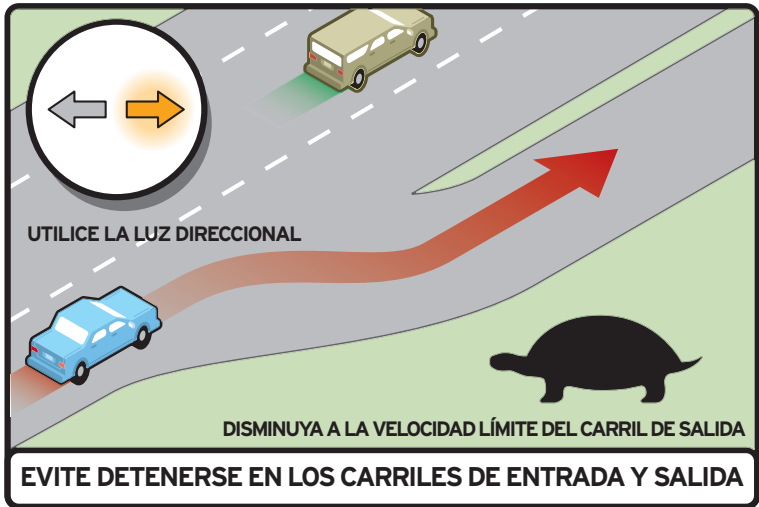 UTILICE LA LUZ DIRECCIONAL
DISMINUYA A LA VELOCIDAD LÍMITE DEL CARRIL DE SALIDA
EVITE DETENERSE EN LOS CARRILES DE ENTRADA Y SALIDA